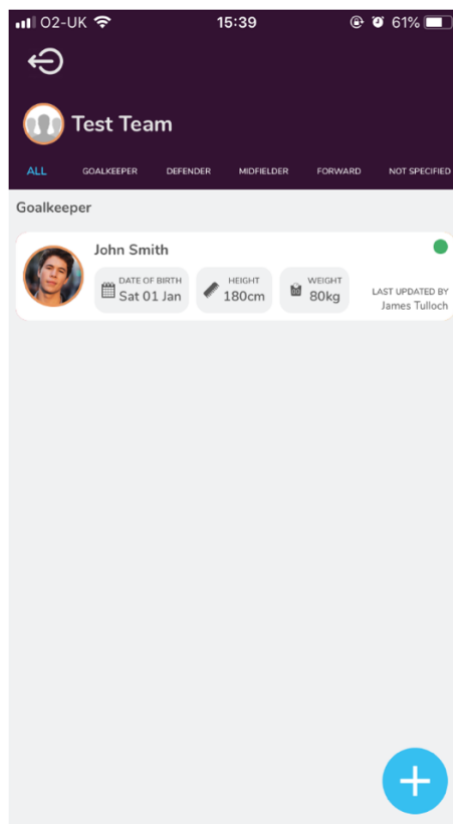 O2-UK 15:39 61%
Test Team
ALL GOALKEEPER DEFENDER MIDFIELDER FORWARD NOT SPECIFIED
Goalkeeper
John Smith
DATE OF BIRTH HEIGHT WEIGHT
Sat 01 Jan 180cm 80kg
LAST UPDATED BY
James Tulloch